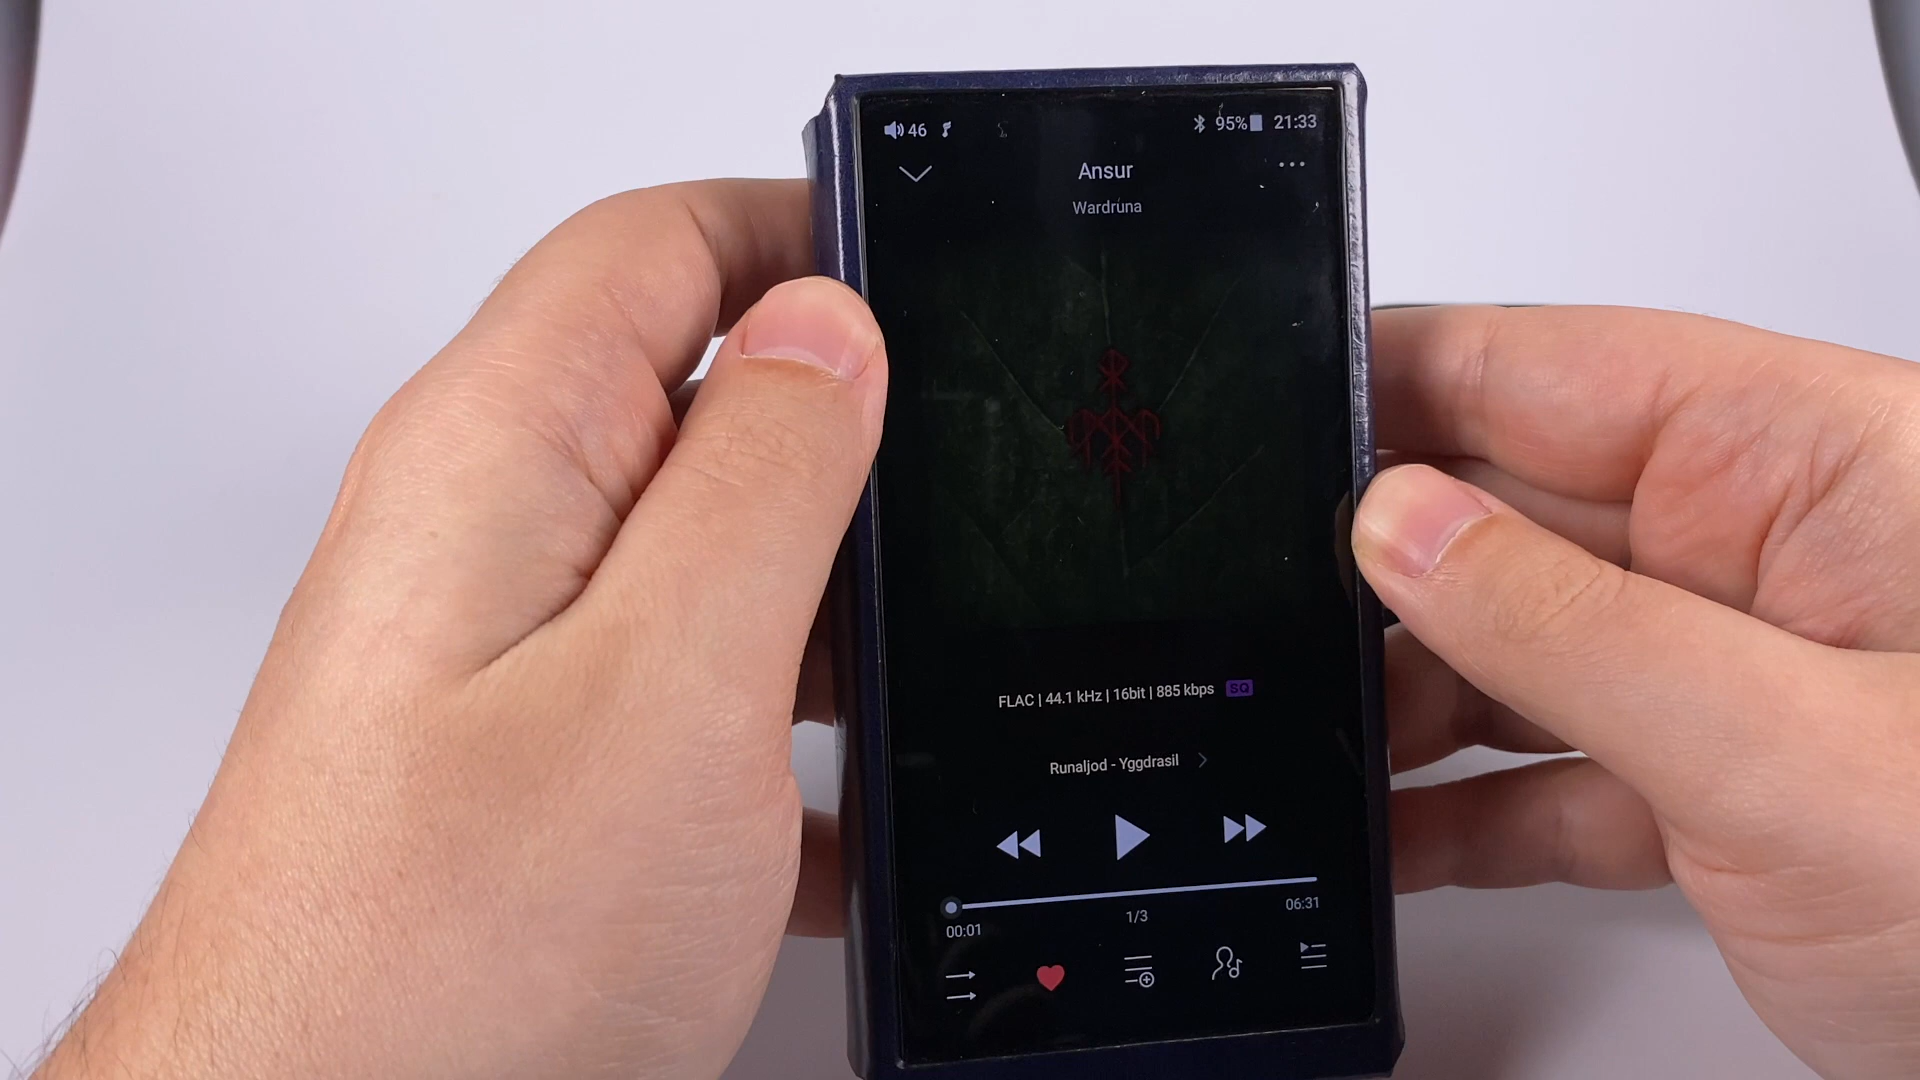 46 95% 21:33
Ansur
Wardruna
FLAC | 44.1 kHz | 16bit | 885 kbps SQ
Runaljod - Yggdrasil
00:01 1/3 06:31